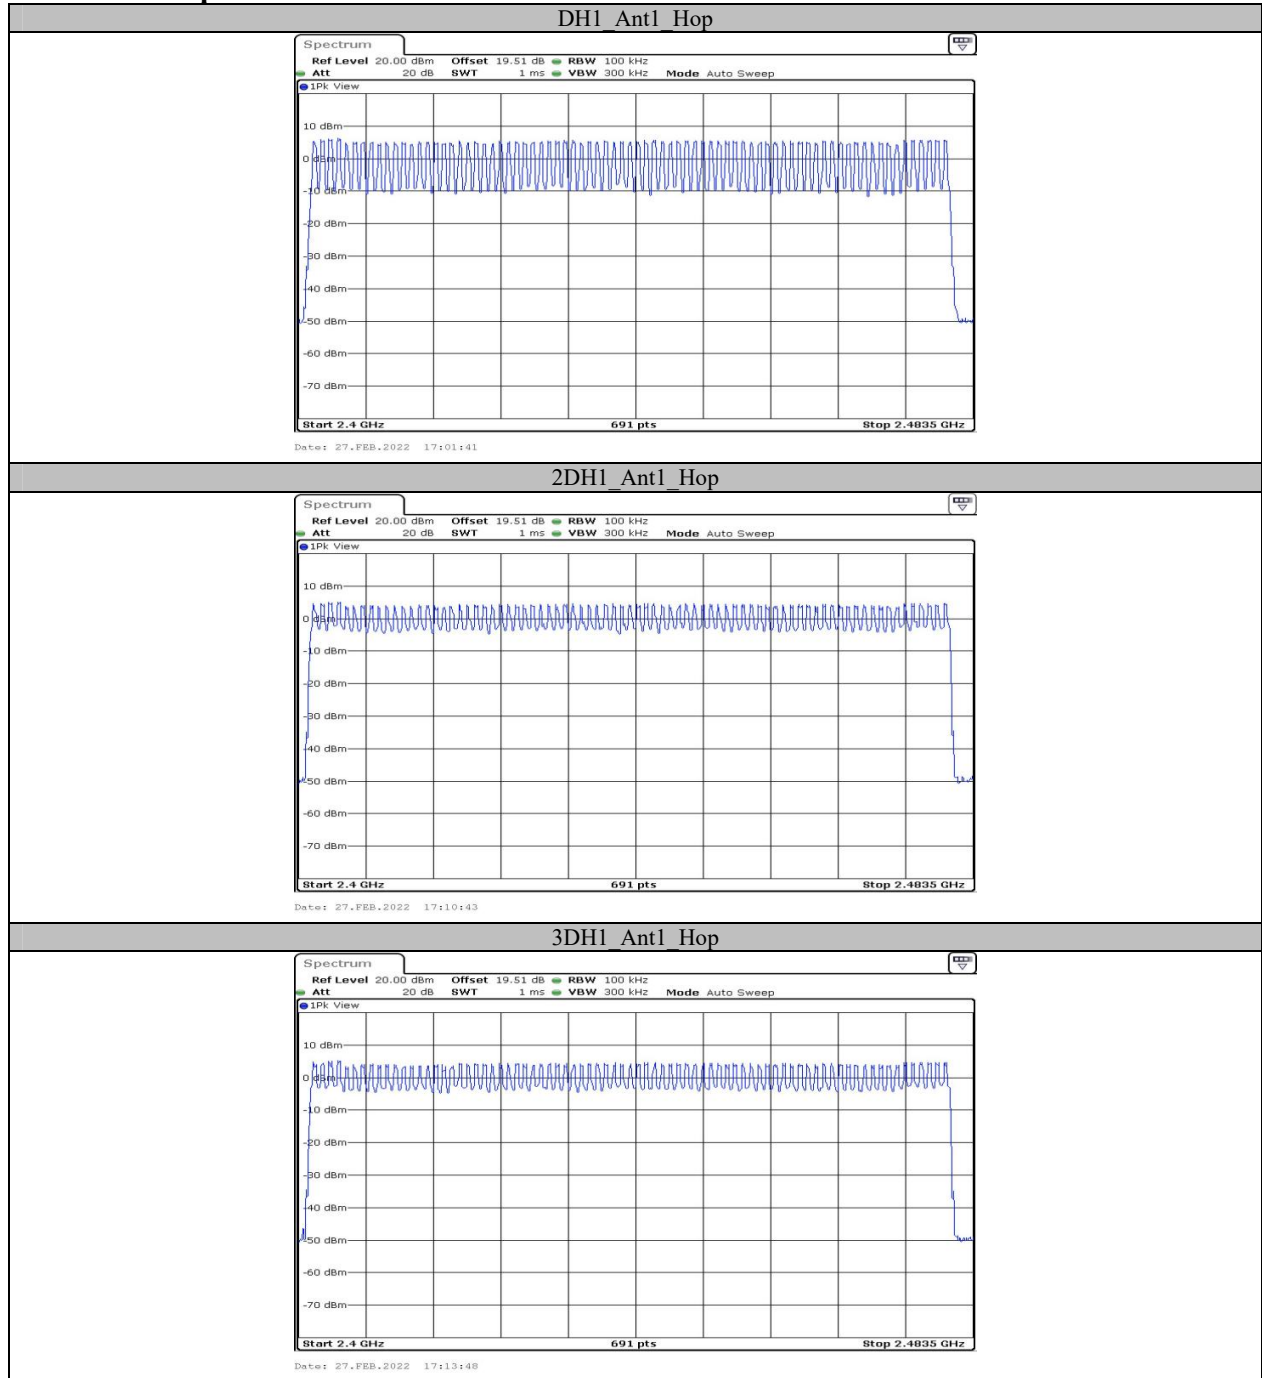 DH1_Ant1_Hop
Spectrum
Ref Level 20.00 dBm Offset 19.51 dB RBW 100 kHz
Att 20 dB SWT 1 ms VBW 300 kHz Mode Auto Sweep
1Pk View
10 dBm
0 dBm
-10 dBm
-20 dBm
-30 dBm
-40 dBm
-50 dBm
-60 dBm
-70 dBm
Start 2.4 GHz 691 pts Stop 2.4835 GHz
Date: 27.FEB.2022 17:01:41
2DH1_Ant1_Hop
Spectrum
Ref Level 20.00 dBm Offset 19.51 dB RBW 100 kHz
Att 20 dB SWT 1 ms VBW 300 kHz Mode Auto Sweep
1Pk View
10 dBm
0 dBm
-10 dBm
-20 dBm
-30 dBm
-40 dBm
-50 dBm
-60 dBm
-70 dBm
Start 2.4 GHz 691 pts Stop 2.4835 GHz
Date: 27.FEB.2022 17:10:43
3DH1_Ant1_Hop
Spectrum
Ref Level 20.00 dBm Offset 19.51 dB RBW 100 kHz
Att 20 dB SWT 1 ms VBW 300 kHz Mode Auto Sweep
1Pk View
10 dBm
0 dBm
-10 dBm
-20 dBm
-30 dBm
-40 dBm
-50 dBm
-60 dBm
-70 dBm
Start 2.4 GHz 691 pts Stop 2.4835 GHz
Date: 27.FEB.2022 17:13:48